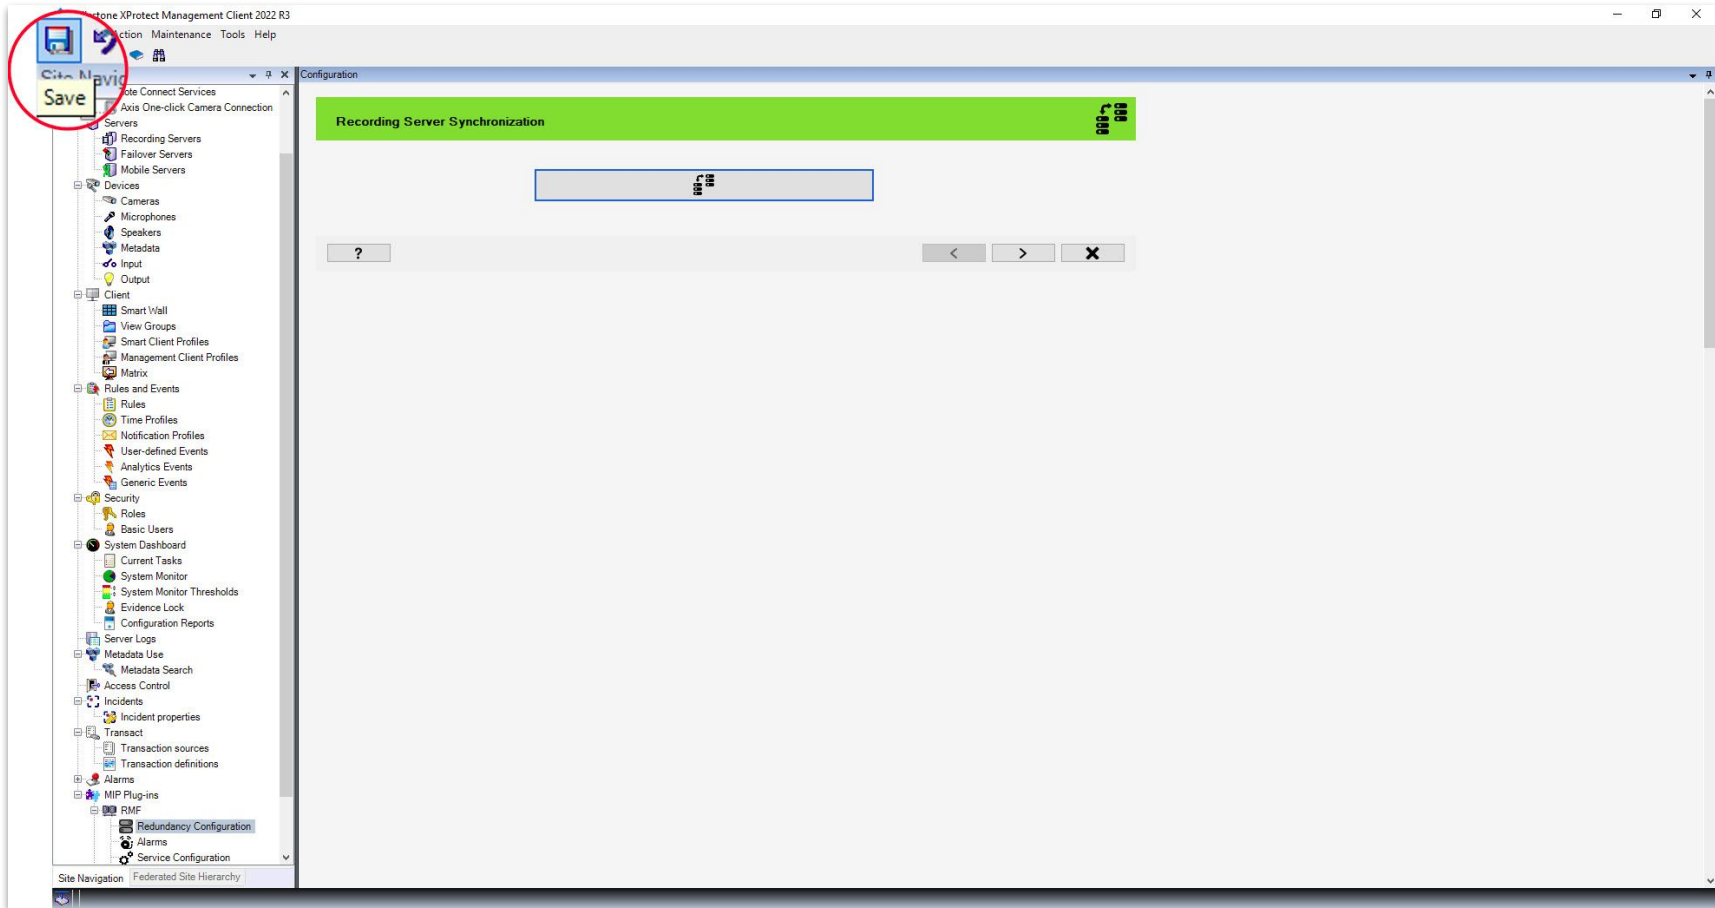 stone XProtect Management Client 2022 R3
ction Maintenance Tools Help
Site Navig
Save
Configuration
ote Connect Services
Axis One-click Camera Connection
Servers
Recording Servers
Failover Servers
Mobile Servers
Devices
Cameras
Microphones
Speakers
Metadata
Input
Output
Client
Smart Wall
View Groups
Smart Client Profiles
Management Client Profiles
Matrix
Rules and Events
Rules
Time Profiles
Notification Profiles
User-defined Events
Analytics Events
Generic Events
Security
Roles
Basic Users
System Dashboard
Current Tasks
System Monitor
System Monitor Thresholds
Evidence Lock
Configuration Reports
Server Logs
Metadata Use
Metadata Search
Access Control
Incidents
Incident properties
Transact
Transaction sources
Transaction definitions
Alarms
MIP Plug-ins
RMF
Redundancy Configuration
Alarms
Service Configuration
Site Navigation Federated Site Hierarchy
Recording Server Synchronization
? < >